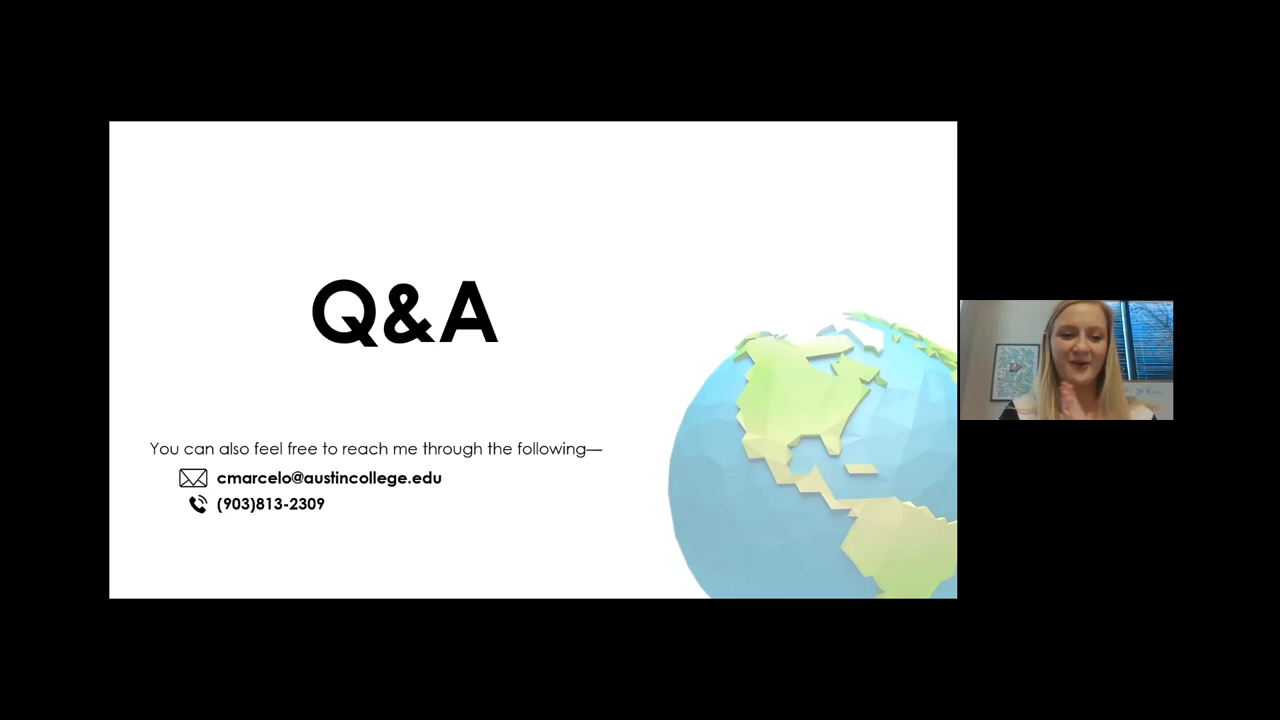 Q&A
You can also feel free to reach me through the following—
cmarcelo@austincollege.edu
(903)813-2309